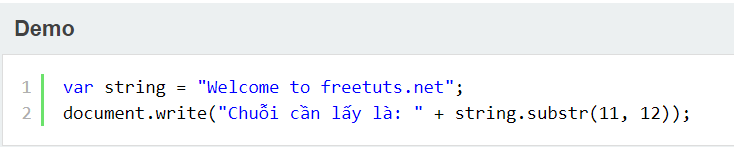 Demo
1 var string = "Welcome to freetuts.net";
2 document.write("Chuỗi cần lấy là: " + string.substr(11, 12));